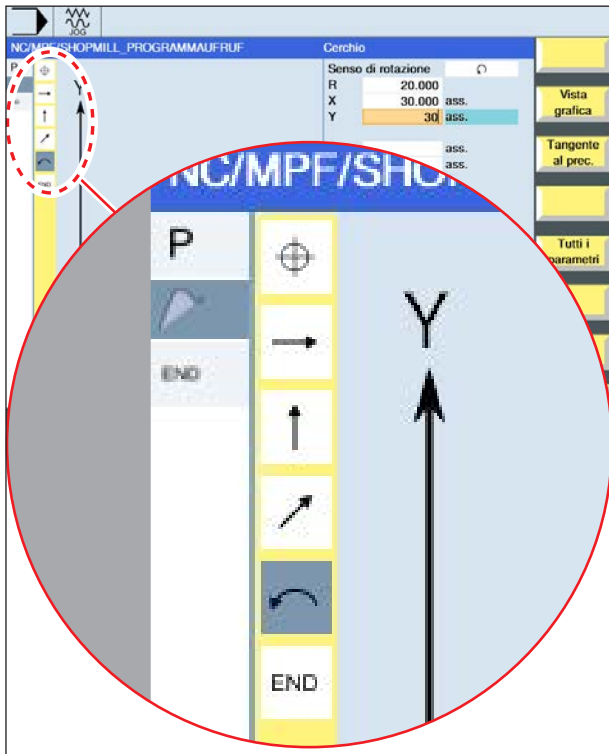 JOG
NC/MPF/SHOPMILL_PROGRAMMAUFRUF
Cerchio
P
Senso di rotazione
R 20.000
X 30.000 ass.
Y 30 ass.
ass.
ass.
Y
END
Vista
grafica
Tangente
al prec.
Tutti i
parametri
NC/MPF/SHOP
P
END
Y
END